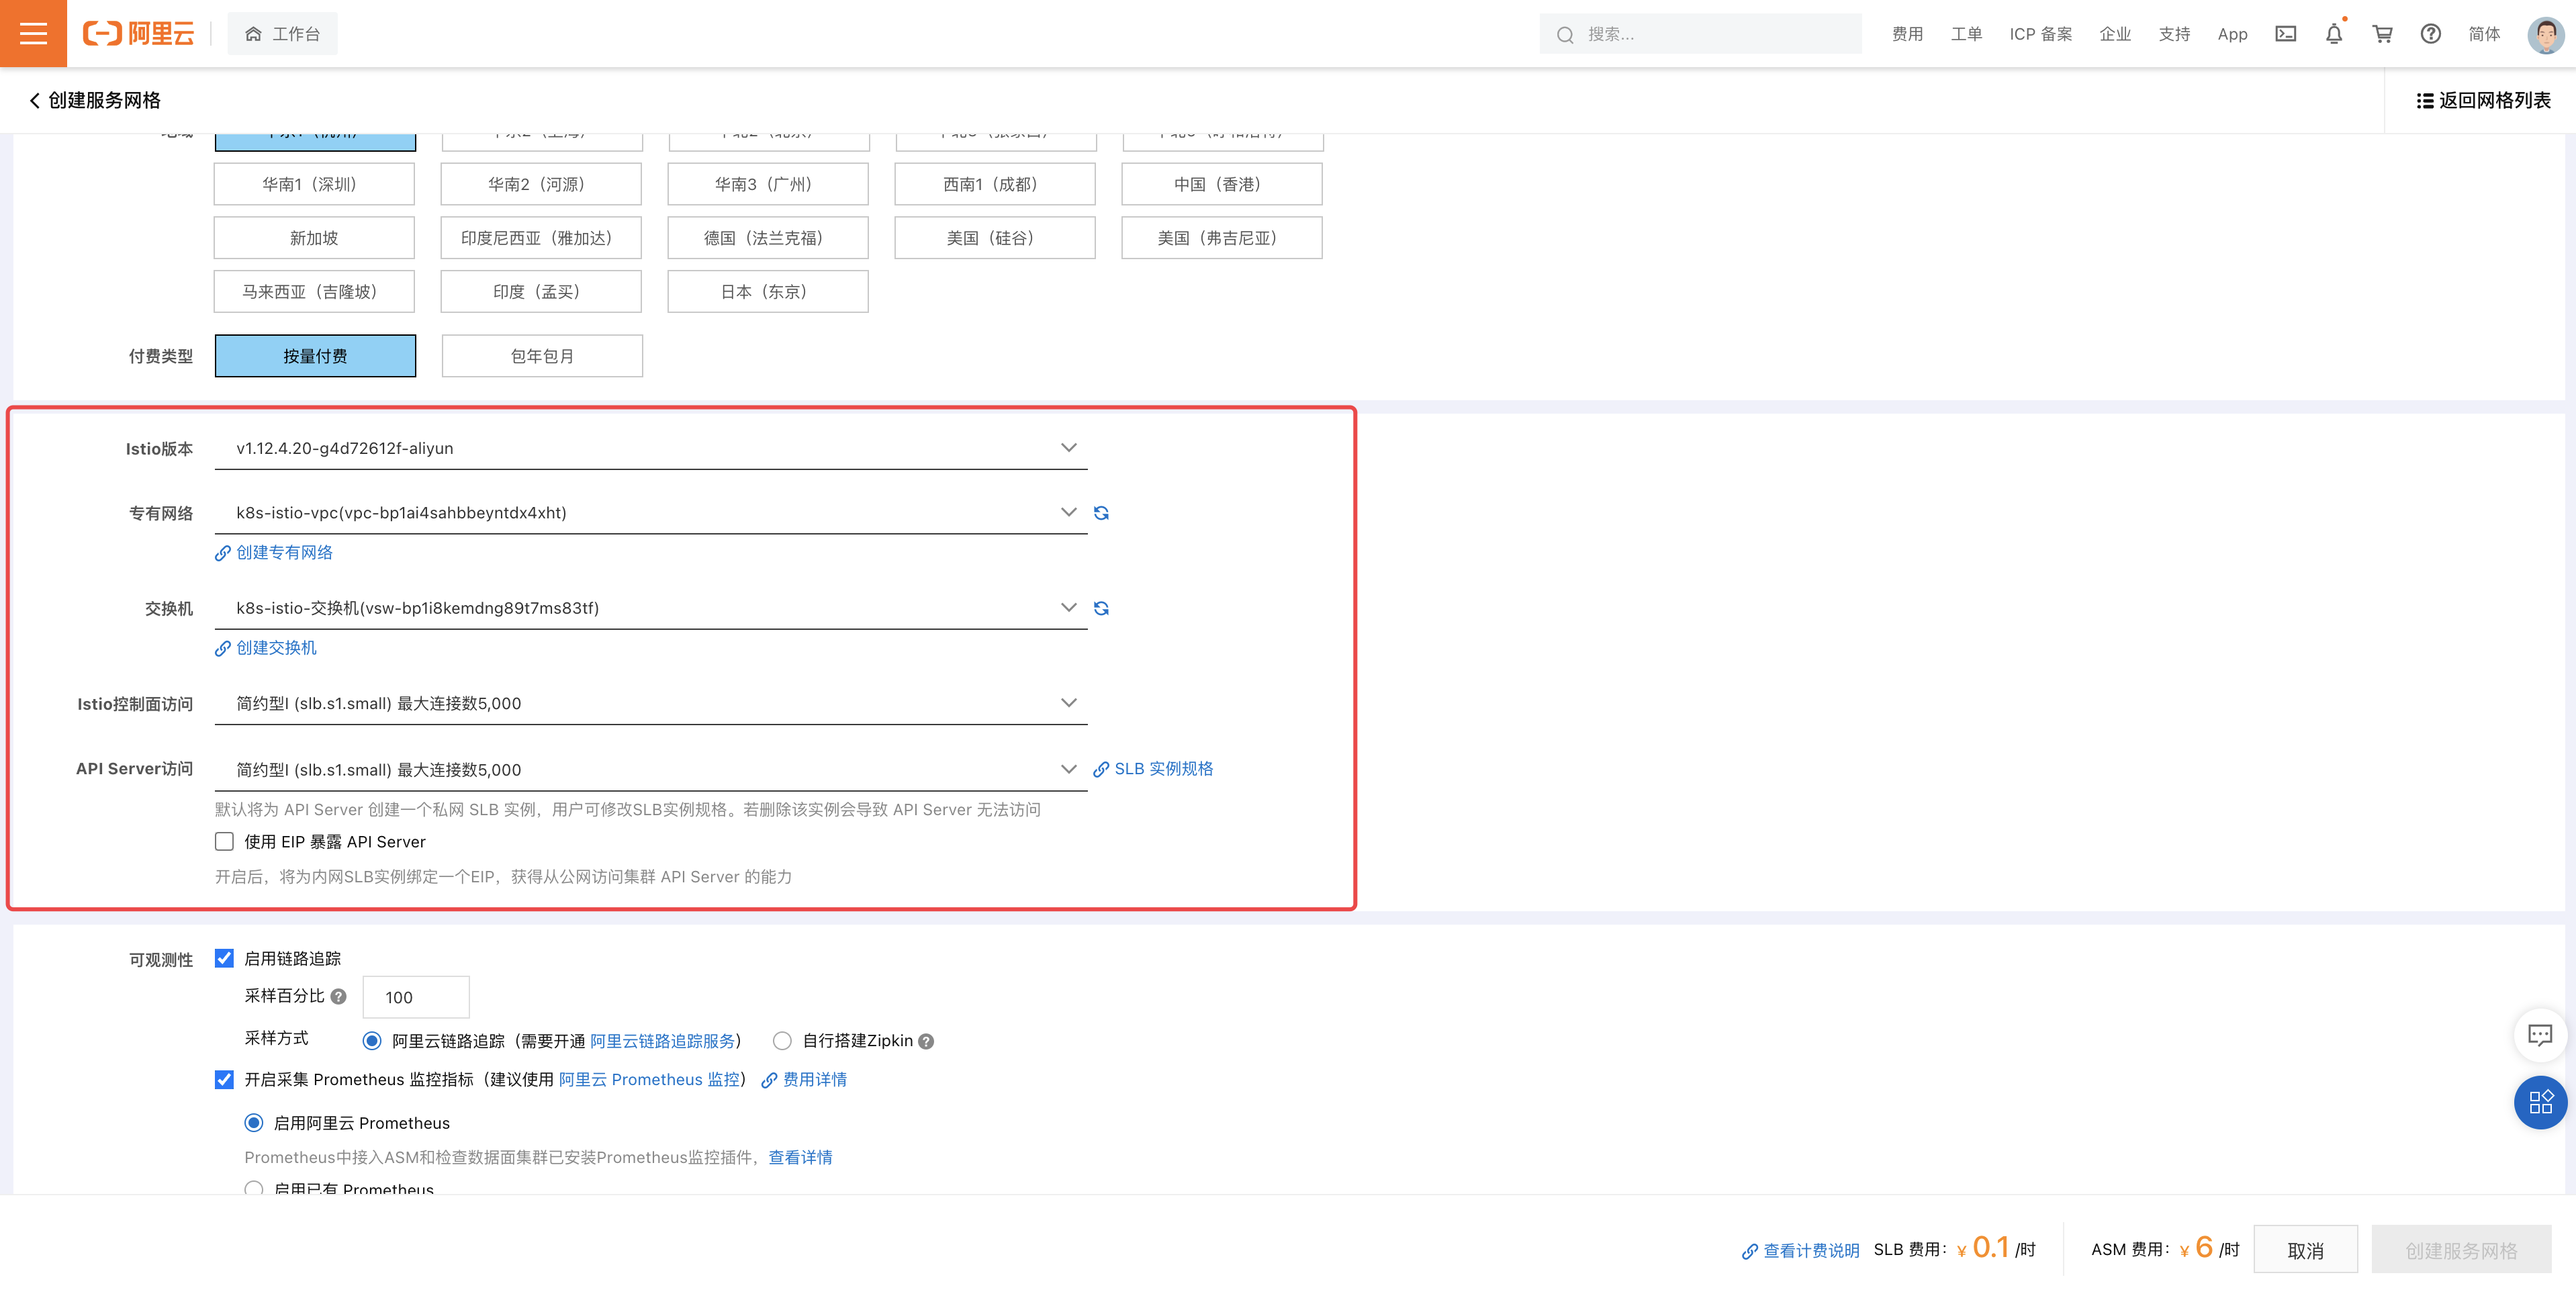 阿里云
工作台
搜索...
费用 工单 ICP 备案 企业 支持 App 简体
创建服务网格
返回网格列表
华南1（深圳） 华南2（河源） 华南3（广州） 西南1（成都） 中国（香港）
新加坡 印度尼西亚（雅加达） 德国（法兰克福） 美国（硅谷） 美国（弗吉尼亚）
马来西亚（吉隆坡） 印度（孟买） 日本（东京）
付费类型 按量付费 包年包月
Istio版本 v1.12.4.20-g4d72612f-aliyun
专有网络 k8s-istio-vpc(vpc-bp1ai4sahbbeyntdx4xht)
创建专有网络
交换机 k8s-istio-交换机(vsw-bp1i8kemdng89t7ms83tf)
创建交换机
Istio控制面访问 简约型I (slb.s1.small) 最大连接数5,000
API Server访问 简约型I (slb.s1.small) 最大连接数5,000 SLB 实例规格
默认将为 API Server 创建一个私网 SLB 实例，用户可修改SLB实例规格。若删除该实例会导致 API Server 无法访问
使用 EIP 暴露 API Server
开启后，将为内网SLB实例绑定一个EIP，获得从公网访问集群 API Server 的能力
可观测性 启用链路追踪
采样百分比 100
采样方式 阿里云链路追踪（需要开通 阿里云链路追踪服务） 自行搭建Zipkin
开启采集 Prometheus 监控指标（建议使用 阿里云 Prometheus 监控） 费用详情
启用阿里云 Prometheus
Prometheus中接入ASM和检查数据面集群已安装Prometheus监控插件，查看详情
启用已有 Prometheus
查看计费说明 SLB 费用：¥ 0.1 /时 ASM 费用：¥ 6 /时 取消 创建服务网格